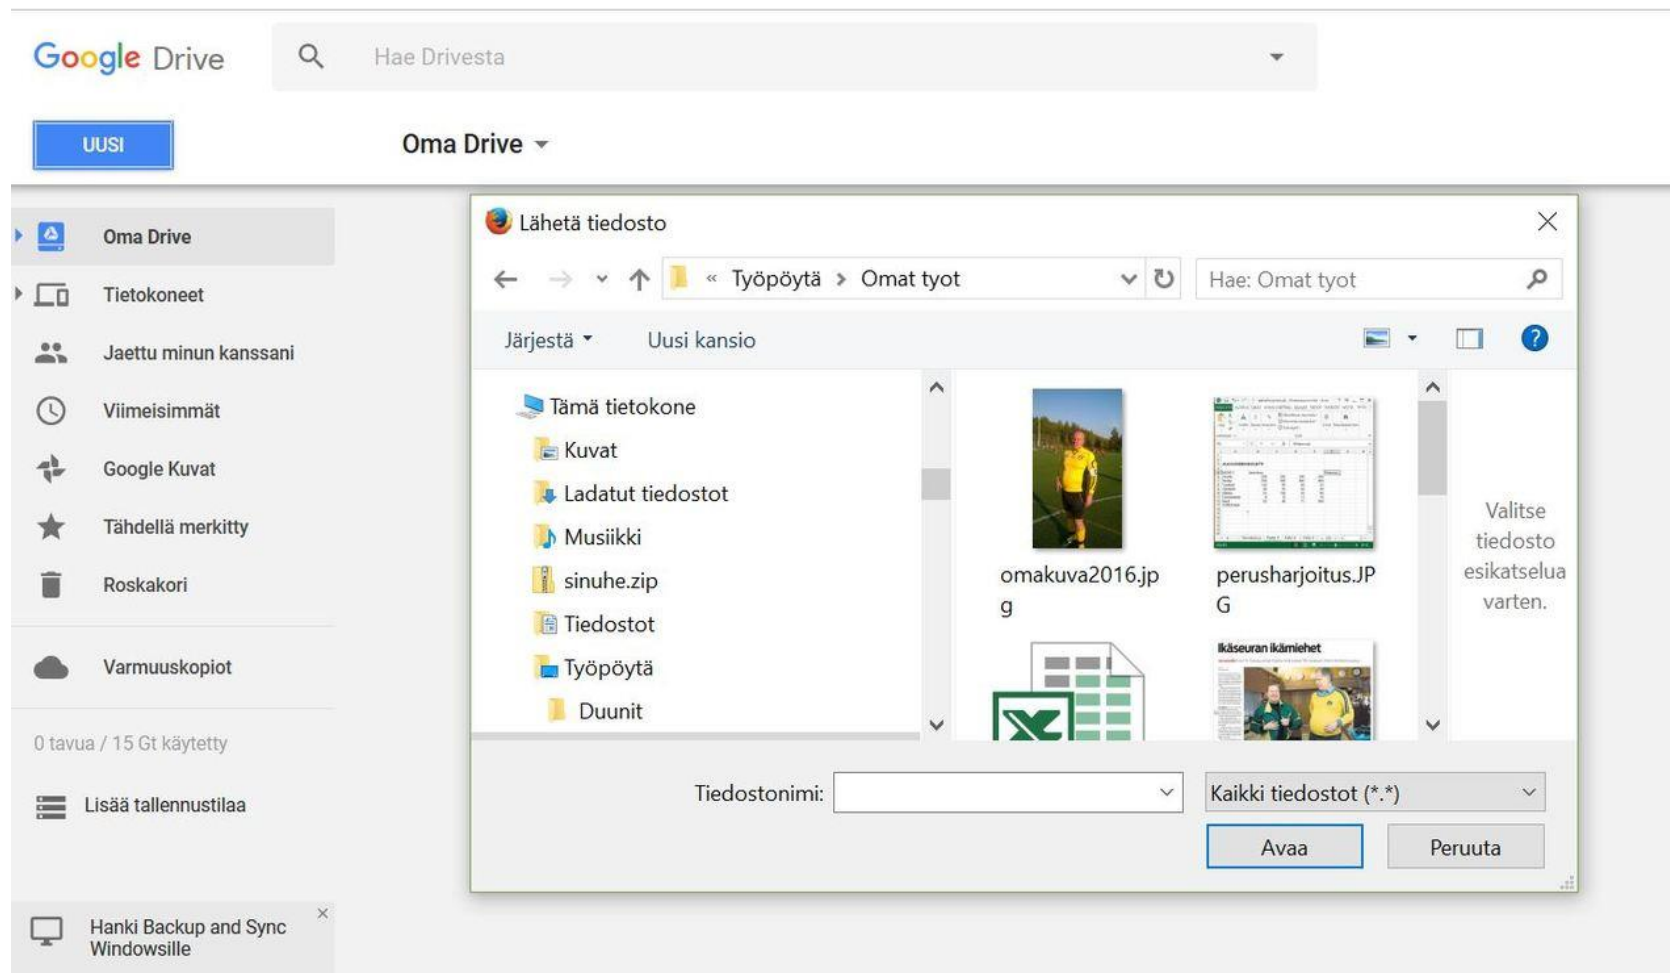 Google Drive
Hae Drivesta
UUSI
Oma Drive
Oma Drive
Tietokoneet
Jaettu minun kanssani
Viimeisimmät
Google Kuvat
Tähdellä merkitty
Roskakori
Varmuuskopiot
0 tavua / 15 Gt käytetty
Lisää tallennustilaa
Hanki Backup and Sync
Windowsille
Lähetä tiedosto
« Työpöytä > Omat tyot
Hae: Omat tyot
Järjestä
Uusi kansio
Tämä tietokone
Kuvat
Ladatut tiedostot
Musiikki
sinuhe.zip
Tiedostot
Työpöytä
Duunit
omakuva2016.jp
g
perusharjoitus.JP
G
Ikäseuran ikämiehet
Valitse
tiedosto
esikatselua
varten.
Tiedostonimi:
Kaikki tiedostot (*.*)
Avaa
Peruuta